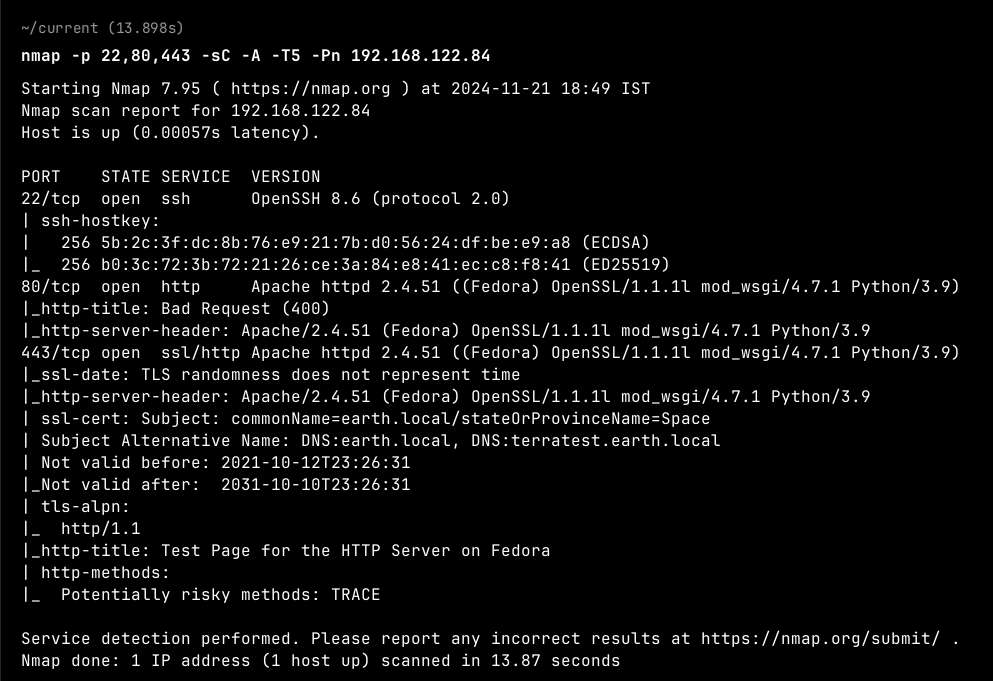 ~/current (13.898s)
nmap -p 22,80,443 -sC -A -T5 -Pn 192.168.122.84
Starting Nmap 7.95 ( https://nmap.org ) at 2024-11-21 18:49 IST
Nmap scan report for 192.168.122.84
Host is up (0.00057s latency).
PORT    STATE SERVICE  VERSION
22/tcp  open  ssh      OpenSSH 8.6 (protocol 2.0)
| ssh-hostkey:
|   256 5b:2c:3f:dc:8b:76:e9:21:7b:d0:56:24:df:be:e9:a8 (ECDSA)
|_  256 b0:3c:72:3b:72:21:26:ce:3a:84:e8:41:ec:c8:f8:41 (ED25519)
80/tcp  open  http     Apache httpd 2.4.51 ((Fedora) OpenSSL/1.1.1l mod_wsgi/4.7.1 Python/3.9)
|_http-title: Bad Request (400)
|_http-server-header: Apache/2.4.51 (Fedora) OpenSSL/1.1.1l mod_wsgi/4.7.1 Python/3.9
443/tcp open  ssl/http Apache httpd 2.4.51 ((Fedora) OpenSSL/1.1.1l mod_wsgi/4.7.1 Python/3.9)
|_ssl-date: TLS randomness does not represent time
|_http-server-header: Apache/2.4.51 (Fedora) OpenSSL/1.1.1l mod_wsgi/4.7.1 Python/3.9
| ssl-cert: Subject: commonName=earth.local/stateOrProvinceName=Space
| Subject Alternative Name: DNS:earth.local, DNS:terratest.earth.local
| Not valid before: 2021-10-12T23:26:31
|_Not valid after:  2031-10-10T23:26:31
| tls-alpn:
|_  http/1.1
|_http-title: Test Page for the HTTP Server on Fedora
| http-methods:
|_  Potentially risky methods: TRACE
Service detection performed. Please report any incorrect results at https://nmap.org/submit/ .
Nmap done: 1 IP address (1 host up) scanned in 13.87 seconds